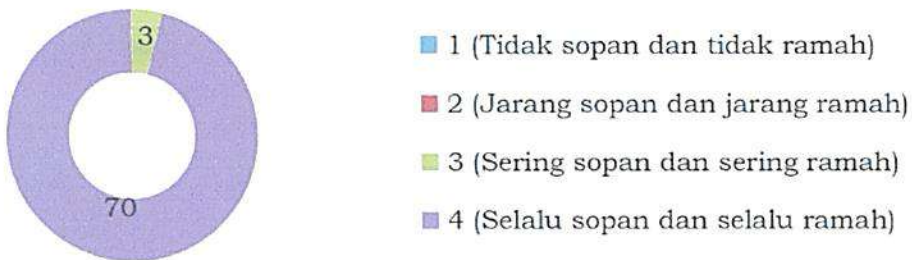 3
70
1 (Tidak sopan dan tidak ramah)
2 (Jarang sopan dan jarang ramah)
3 (Sering sopan dan sering ramah)
4 (Selalu sopan dan selalu ramah)